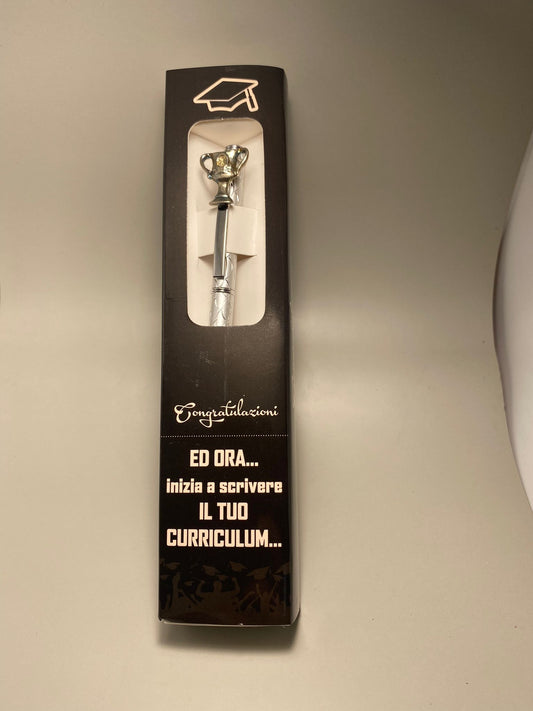 Congratulazioni
ED ORA...
inizia a scrivere
IL TUO
CURRICULUM...